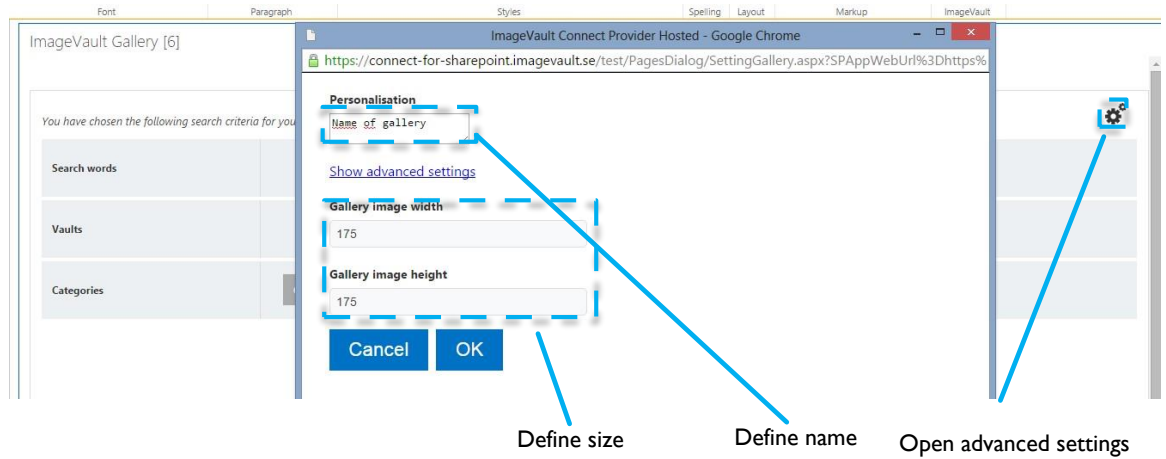 Font Paragraph Styles Spelling Layout Markup ImageVault
ImageVault Gallery [6]
ImageVault Connect Provider Hosted - Google Chrome
https://connect-for-sharepoint.imagevault.se/test/PagesDialog/SettingGallery.aspx?SPAppWebUrl%3Dhttps%
Personalisation
You have chosen the following search criteria for you
Name of gallery
Search words
Show advanced settings
Gallery image width
Vaults
175
Gallery image height
Categories
175
Cancel OK
Define size
Define name
Open advanced settings